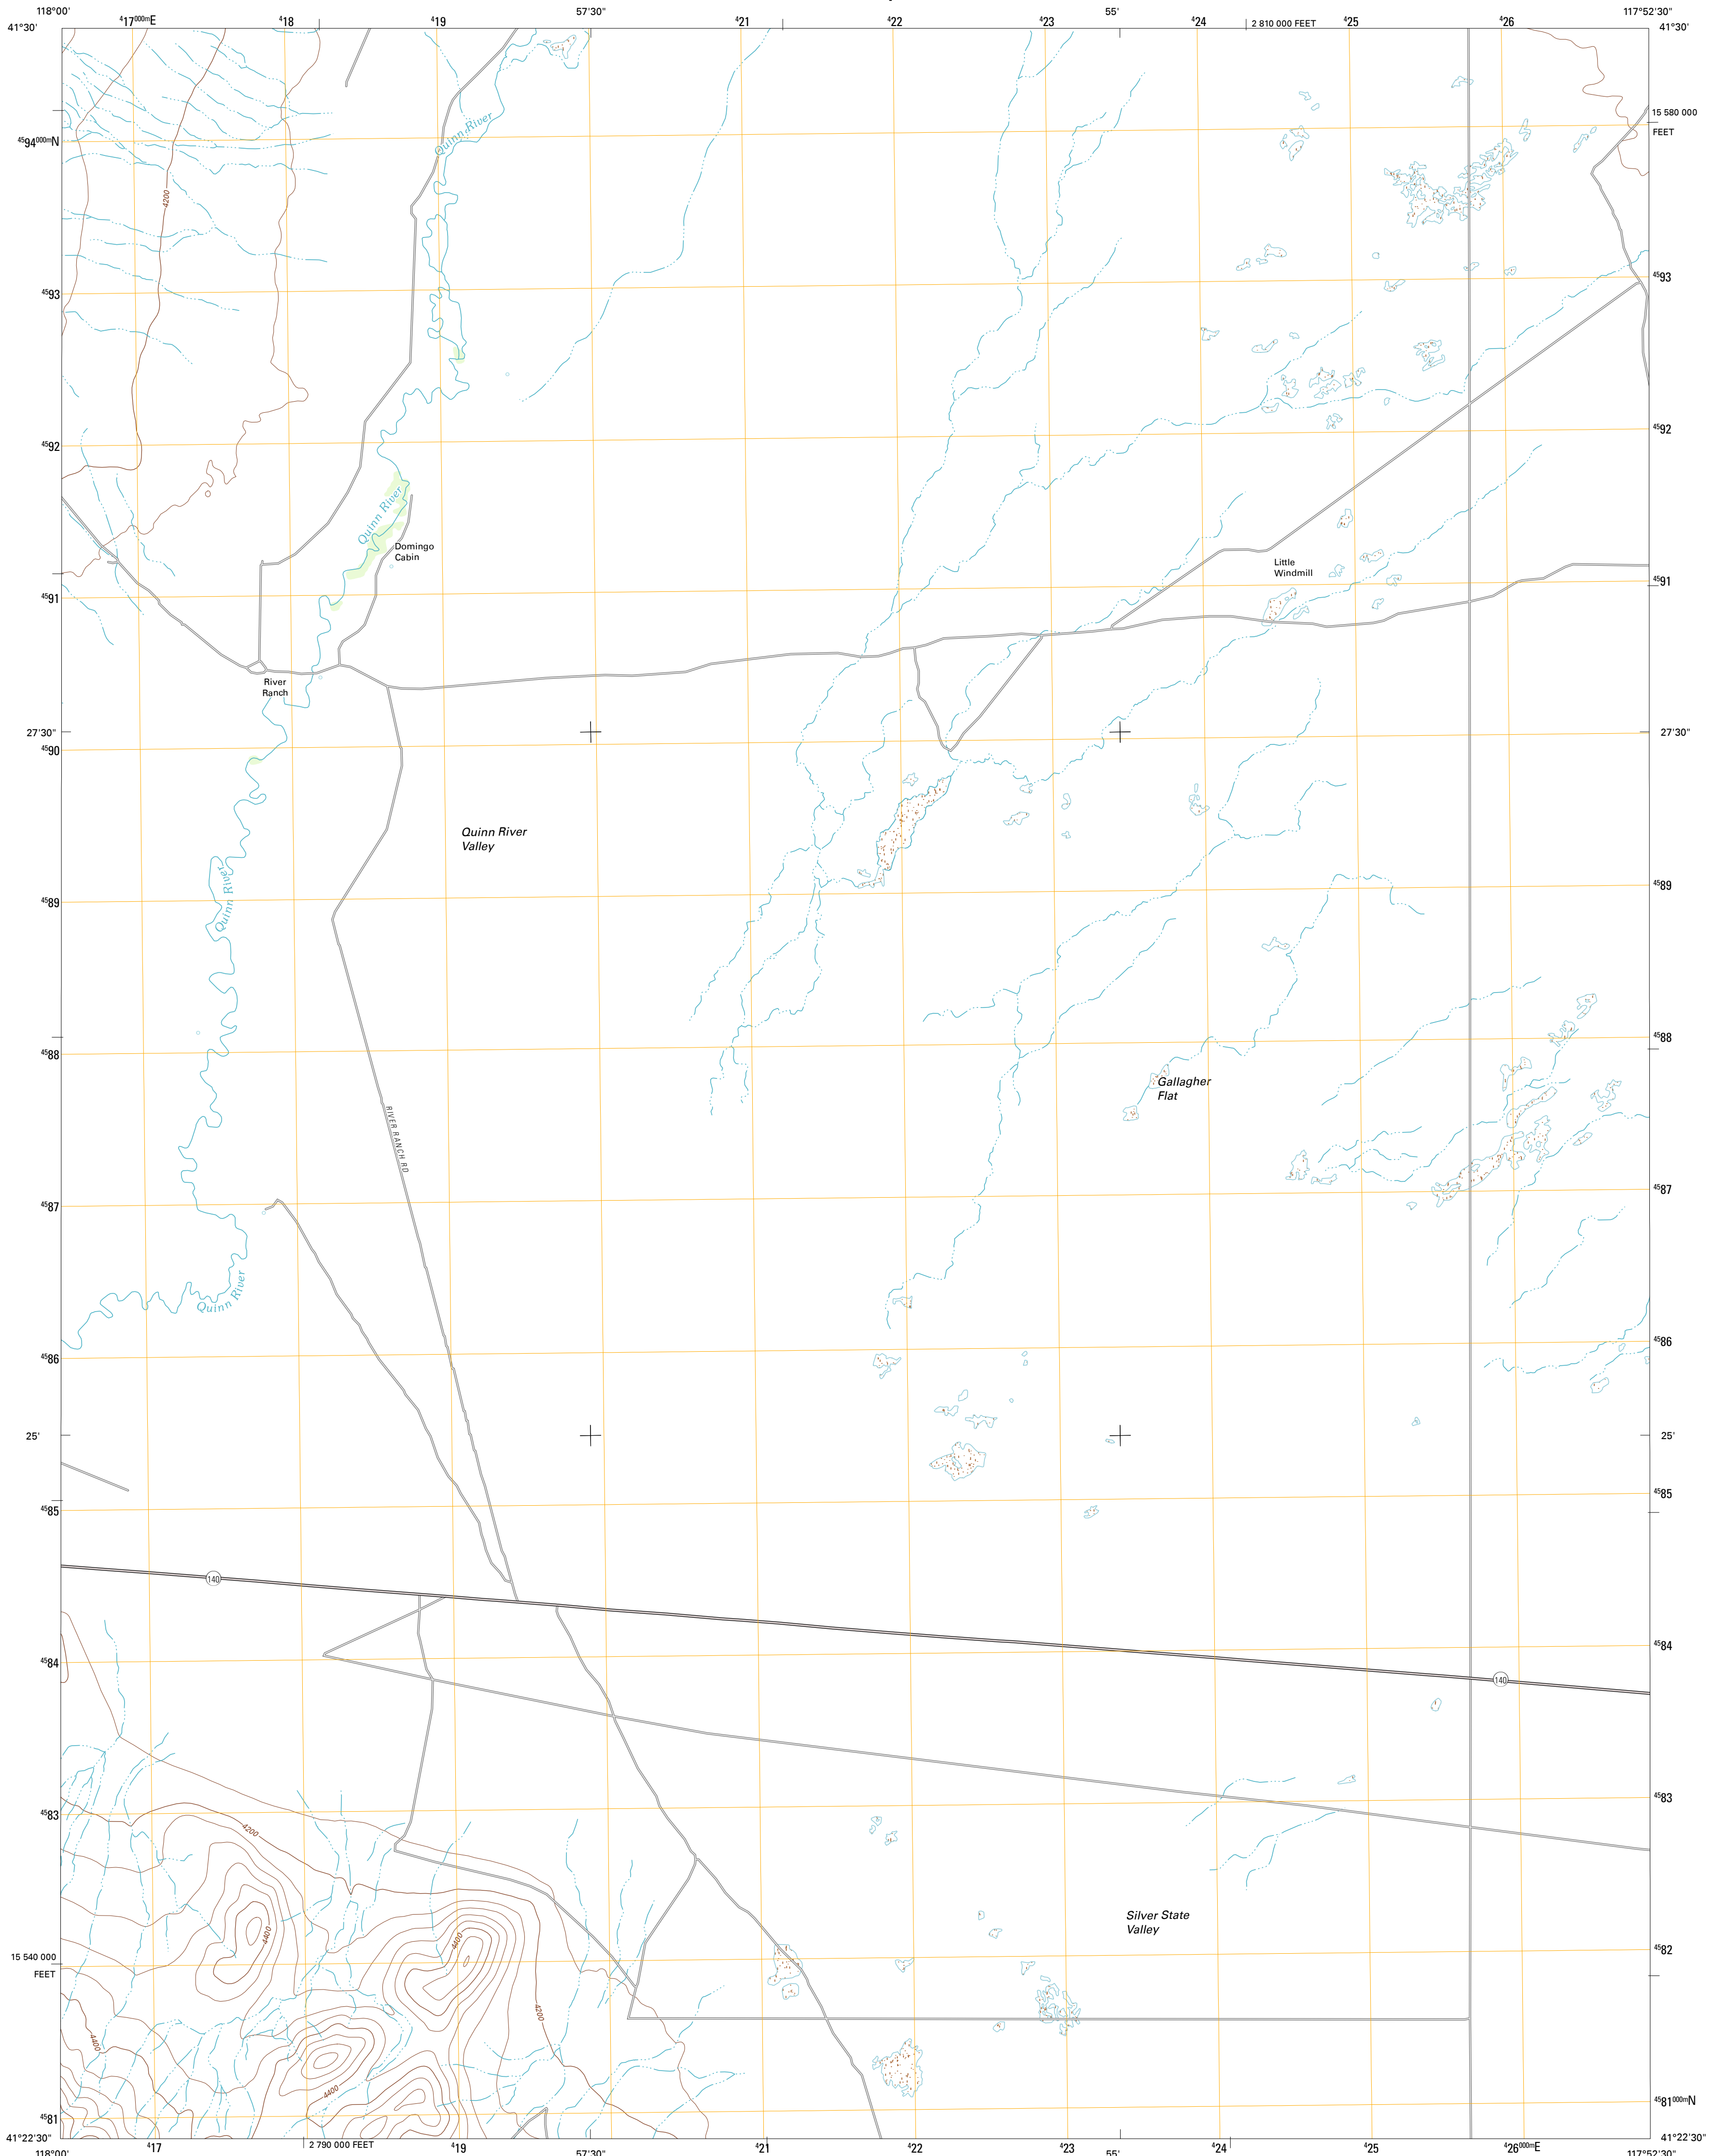 118°00'
⁴17⁰⁰⁰ᵐE
⁴18
⁴19
57'30"
⁴21
⁴22
⁴23
55'
⁴24
2 810 000 FEET
⁴25
⁴26
117°52'30"
41°30'
41°30'
15 580 000
FEET
Quinn River
⁴⁵94⁰⁰⁰ᵐN
4200
⁴⁵93
⁴⁵93
⁴⁵92
⁴⁵92
Quinn River
Domingo
Cabin
Little
Windmill
⁴⁵91
⁴⁵91
River
Ranch
27'30"
27'30"
⁴⁵90
Quinn River
Valley
Quinn River
⁴⁵89
⁴⁵89
⁴⁵88
⁴⁵88
Gallagher
Flat
RIVER RANCH RD
⁴⁵87
⁴⁵87
Quinn River
⁴⁵86
⁴⁵86
25'
25'
⁴⁵85
⁴⁵85
140
⁴⁵84
⁴⁵84
140
⁴⁵83
⁴⁵83
4200
Silver State
Valley
4400
4400
15 540 000
FEET
⁴⁵82
4200
4400
4400
⁴⁵81
⁴⁵81⁰⁰⁰ᵐN
41°22'30"
41°22'30"
118°00'
⁴17
2 790 000 FEET
⁴19
57'30"
⁴21
⁴22
⁴23
55'
⁴24
⁴25
⁴26⁰⁰⁰ᵐE
117°52'30"